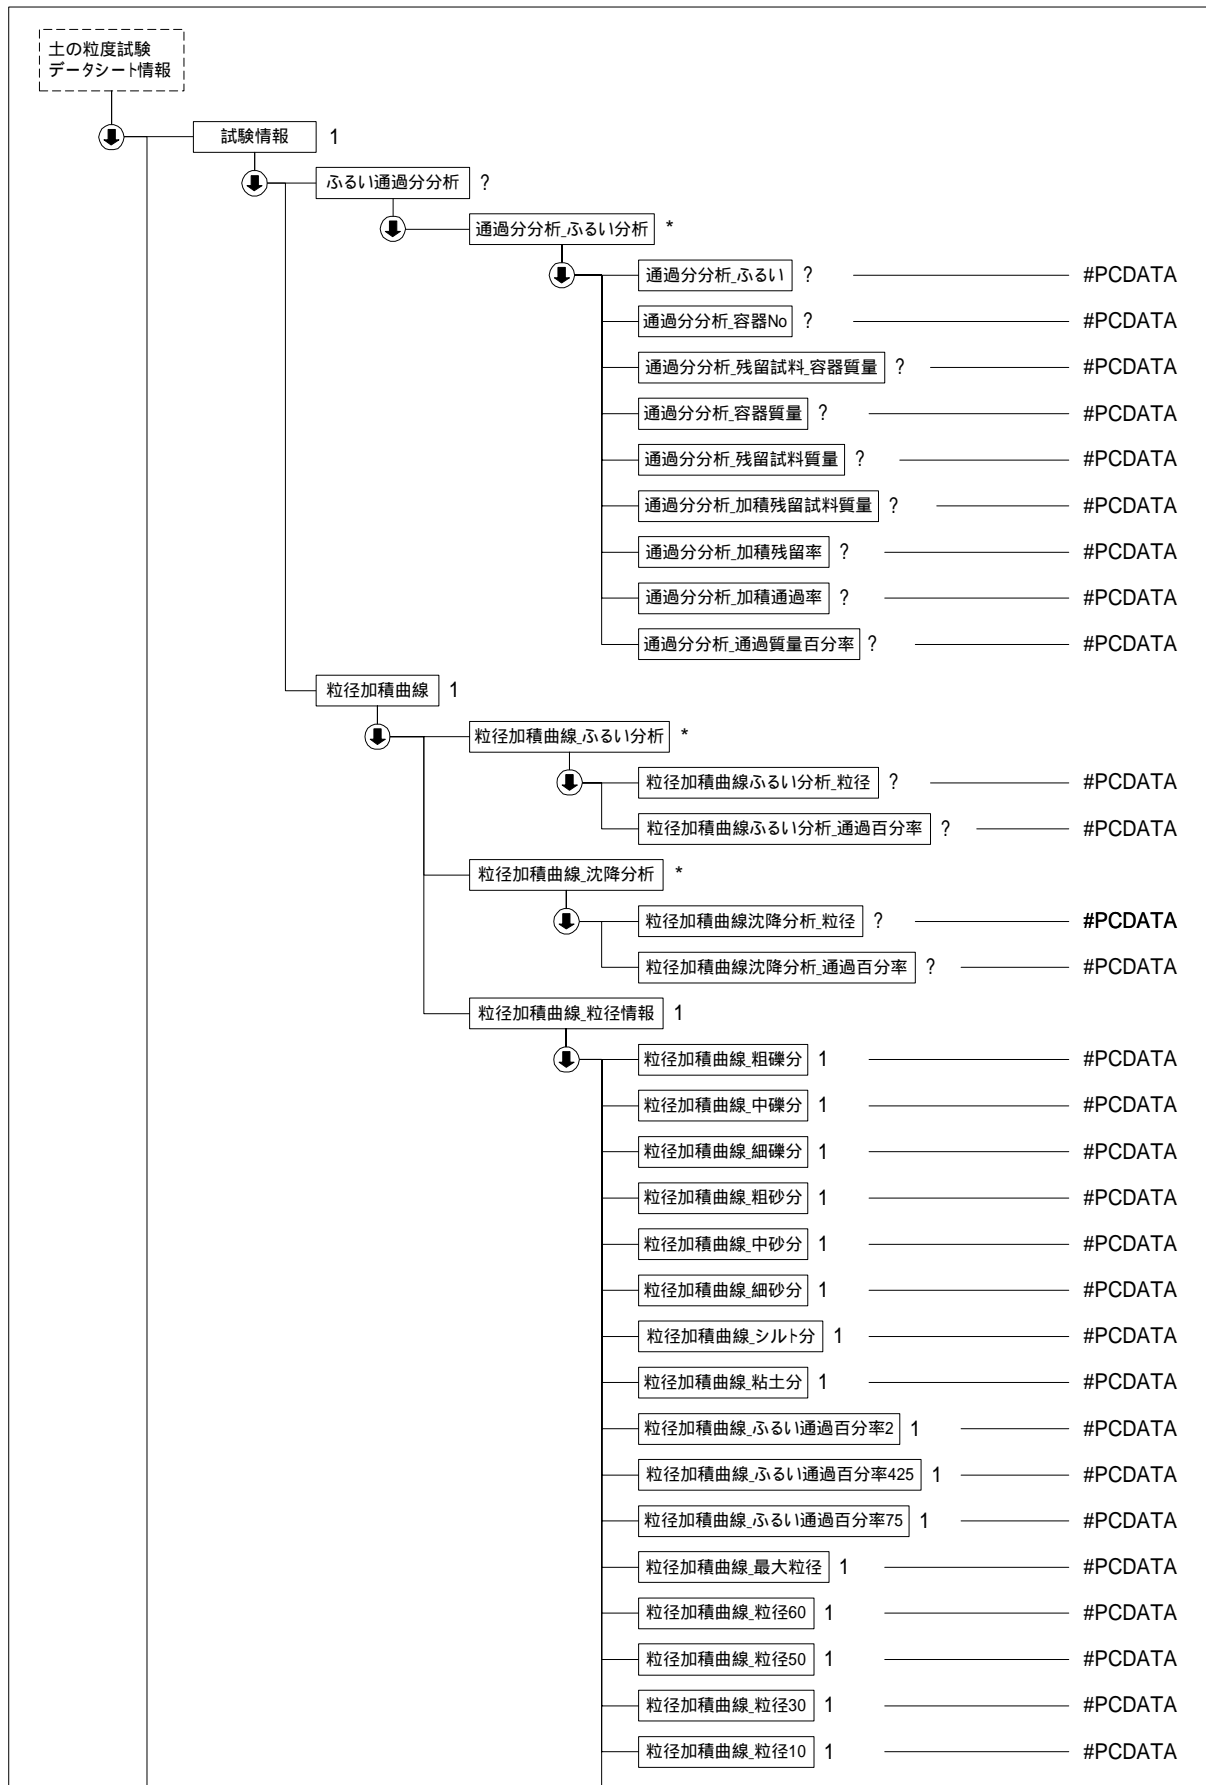 土の粒度試験
データシート情報
試験情報 1
ふるい通過分分析 ?
通過分分析_ふるい分析 *
通過分分析_ふるい ? #PCDATA
通過分分析_容器No ? #PCDATA
通過分分析_残留試料_容器質量 ? #PCDATA
通過分分析_容器質量 ? #PCDATA
通過分分析_残留試料質量 ? #PCDATA
通過分分析_加積残留試料質量 ? #PCDATA
通過分分析_加積残留率 ? #PCDATA
通過分分析_加積通過率 ? #PCDATA
通過分分析_通過質量百分率 ? #PCDATA
粒径加積曲線 1
粒径加積曲線_ふるい分析 *
粒径加積曲線ふるい分析_粒径 ? #PCDATA
粒径加積曲線ふるい分析_通過百分率 ? #PCDATA
粒径加積曲線_沈降分析 *
粒径加積曲線沈降分析_粒径 ? #PCDATA
粒径加積曲線沈降分析_通過百分率 ? #PCDATA
粒径加積曲線_粒径情報 1
粒径加積曲線_粗礫分 1 #PCDATA
粒径加積曲線_中礫分 1 #PCDATA
粒径加積曲線_細礫分 1 #PCDATA
粒径加積曲線_粗砂分 1 #PCDATA
粒径加積曲線_中砂分 1 #PCDATA
粒径加積曲線_細砂分 1 #PCDATA
粒径加積曲線_シルト分 1 #PCDATA
粒径加積曲線_粘土分 1 #PCDATA
粒径加積曲線_ふるい通過百分率2 1 #PCDATA
粒径加積曲線_ふるい通過百分率425 1 #PCDATA
粒径加積曲線_ふるい通過百分率75 1 #PCDATA
粒径加積曲線_最大粒径 1 #PCDATA
粒径加積曲線_粒径60 1 #PCDATA
粒径加積曲線_粒径50 1 #PCDATA
粒径加積曲線_粒径30 1 #PCDATA
粒径加積曲線_粒径10 1 #PCDATA